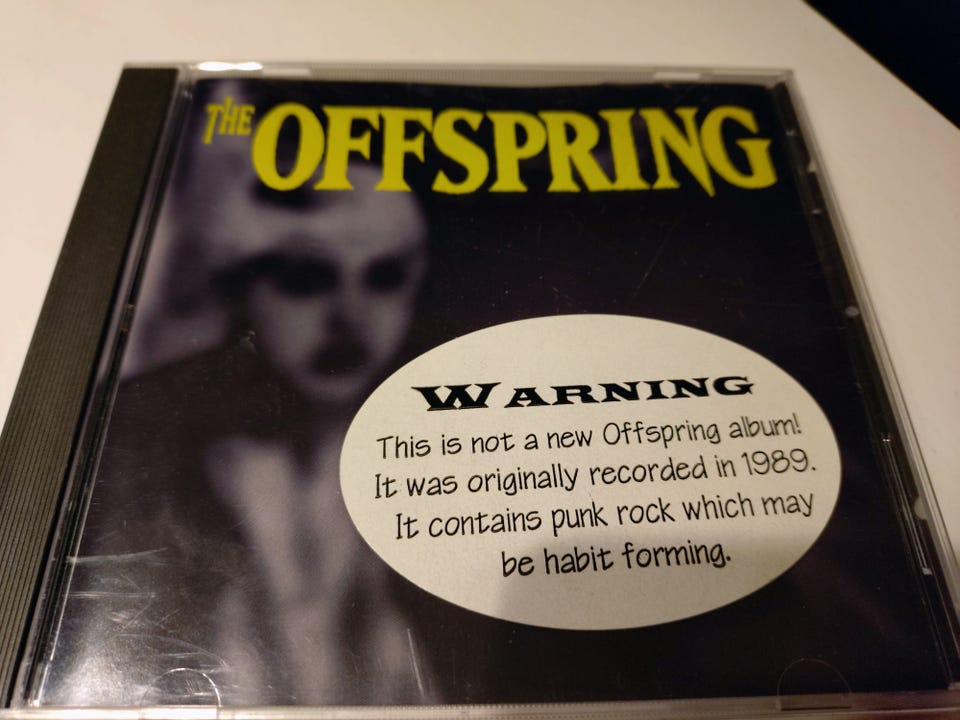 THE OFFSPRING
WARNING
This is not a new Offspring album!
It was originally recorded in 1989.
It contains punk rock which may
be habit forming.